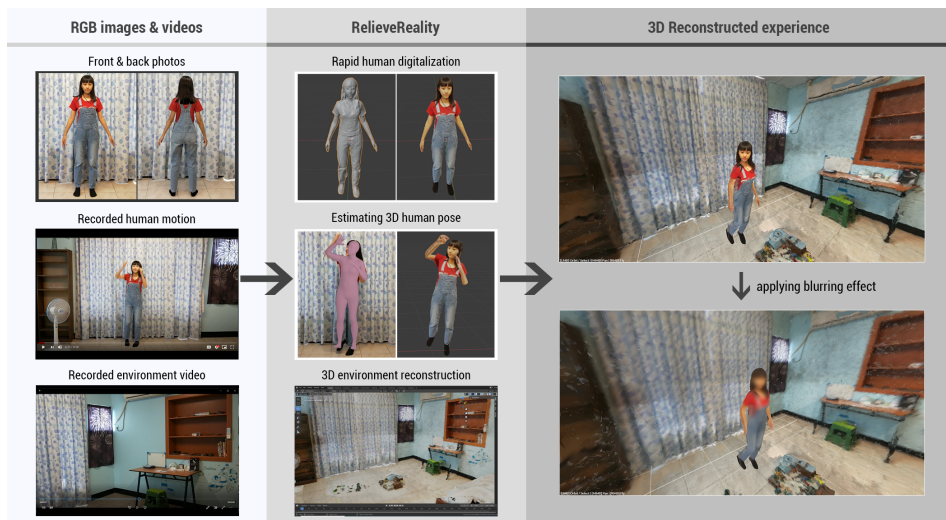 RGB images & videos
RelieveReality
3D Reconstructed experience
Front & back photos
Rapid human digitalization
Recorded human motion
Estimating 3D human pose
applying blurring effect
Recorded environment video
3D environment reconstruction